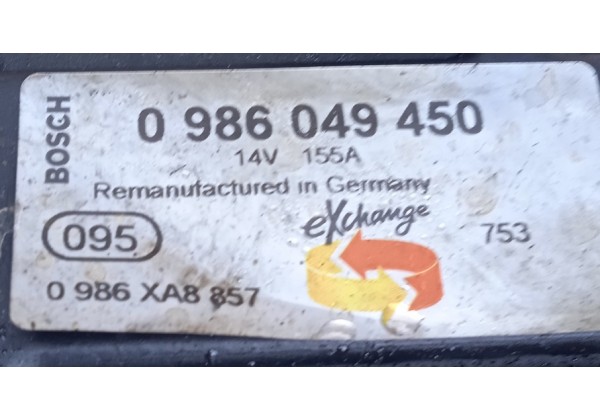 BOSCH
0 986 049 450
14V 155A
Remanufactured in Germany
eXchange
095
753
0 986 XA8 857